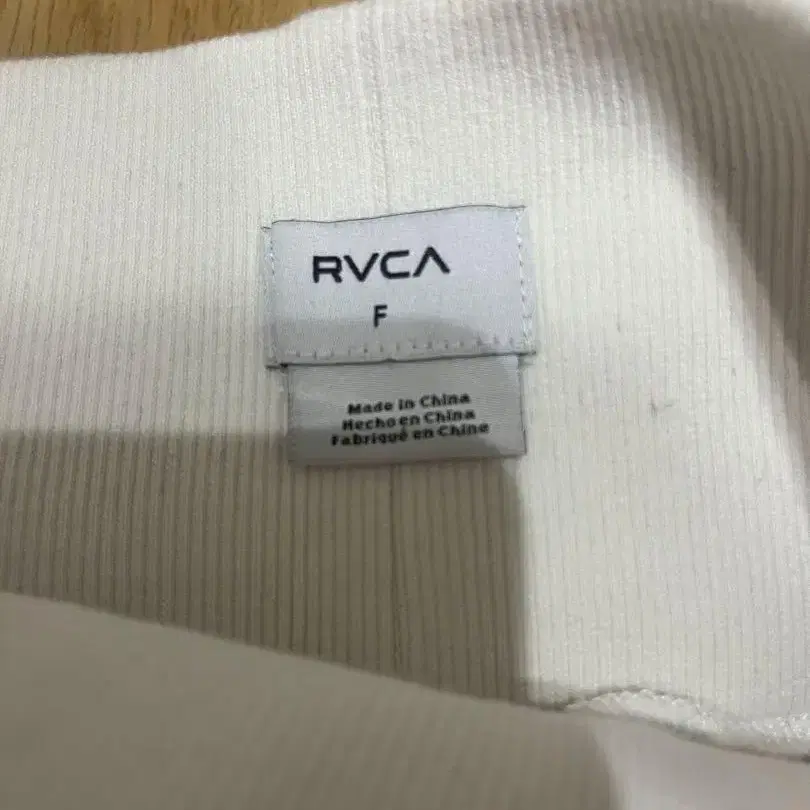 RVCA
F
Made in China
Hecho en China
Fabriqué en Chine